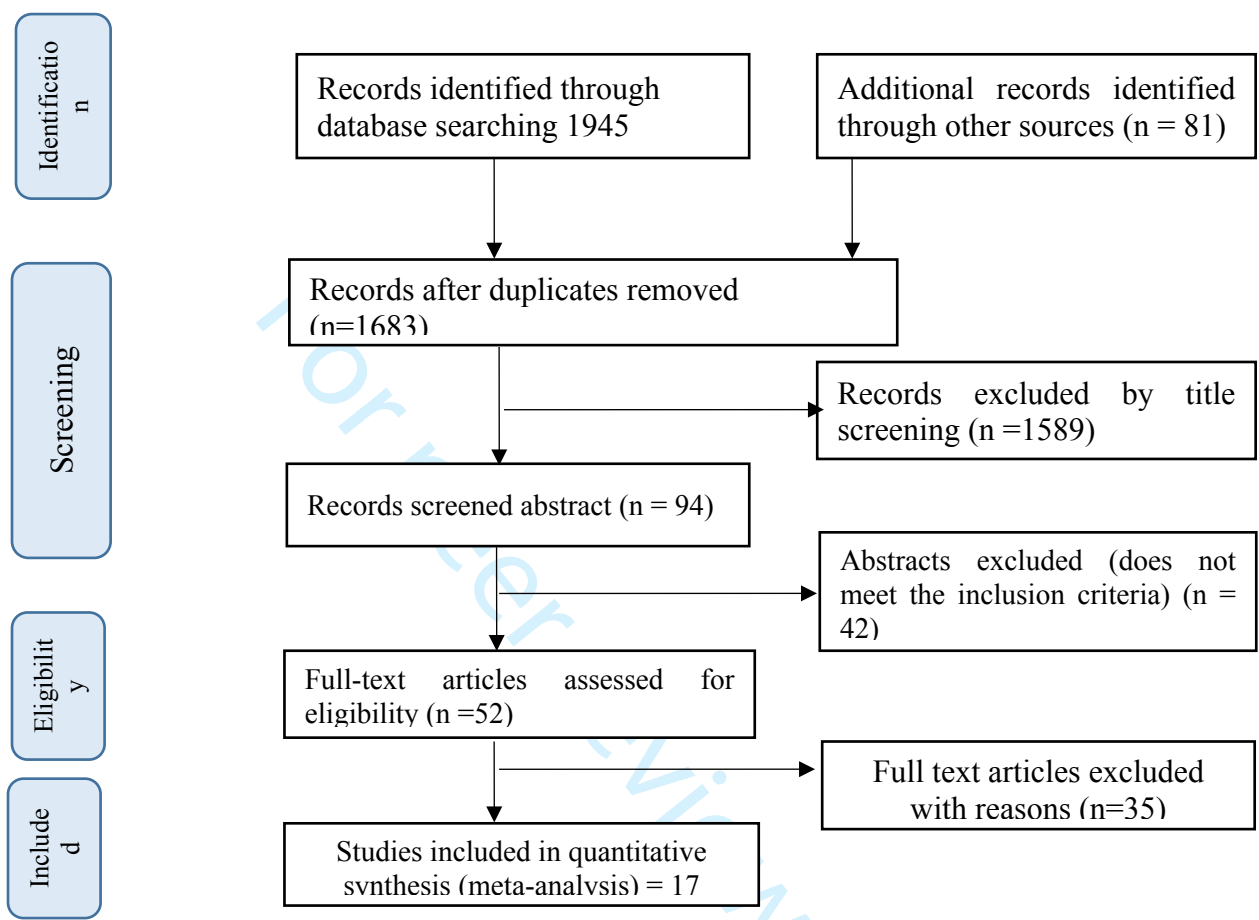 Identificatio
n
Records identified through
database searching 1945
Additional records identified
through other sources (n = 81)
Screening
Records after duplicates removed
(n=1683)
Records excluded by title
screening (n =1589)
Records screened abstract (n = 94)
Abstracts excluded (does not
meet the inclusion criteria) (n =
42)
Eligibilit
y
Full-text articles assessed for
eligibility (n =52)
Full text articles excluded
with reasons (n=35)
Include
d
Studies included in quantitative
synthesis (meta-analysis) = 17
For peer review